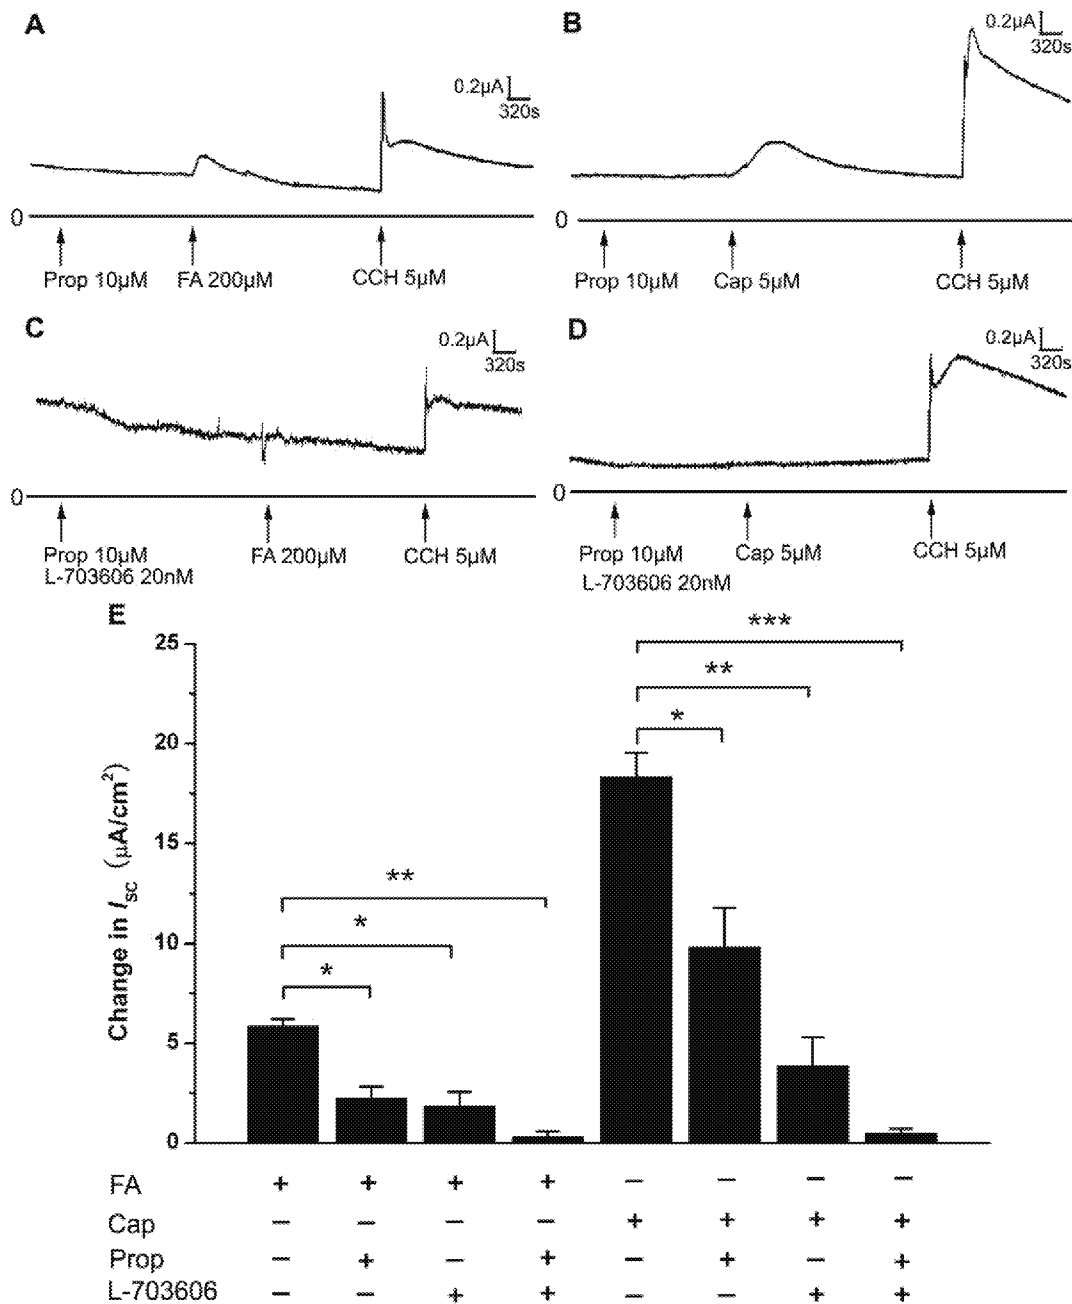 A
0.2µA
320s
0
Prop 10µM FA 200µM CCH 5µM
B
0.2µA
320s
0
Prop 10µM Cap 5µM CCH 5µM
C
0.2µA
320s
0
Prop 10µM FA 200µM CCH 5µM
L-703606 20nM
D
0.2µA
320s
0
Prop 10µM Cap 5µM CCH 5µM
L-703606 20nM
E
Change in Isc (µA/cm²)
25
20
15
10
5
0
* * ** * ** ***
FA + + + + – – – –
Cap – – – – + + + +
Prop – + – + – + – +
L-703606 – – + + – – + +